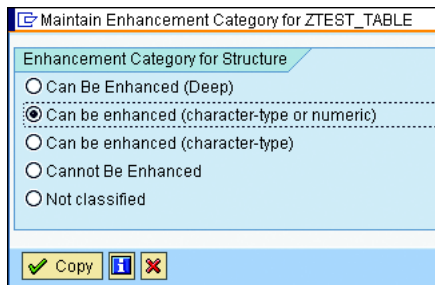 Maintain Enhancement Category for ZTEST_TABLE
Enhancement Category for Structure
Can Be Enhanced (Deep)
Can be enhanced (character-type or numeric)
Can be enhanced (character-type)
Cannot Be Enhanced
Not classified
Copy